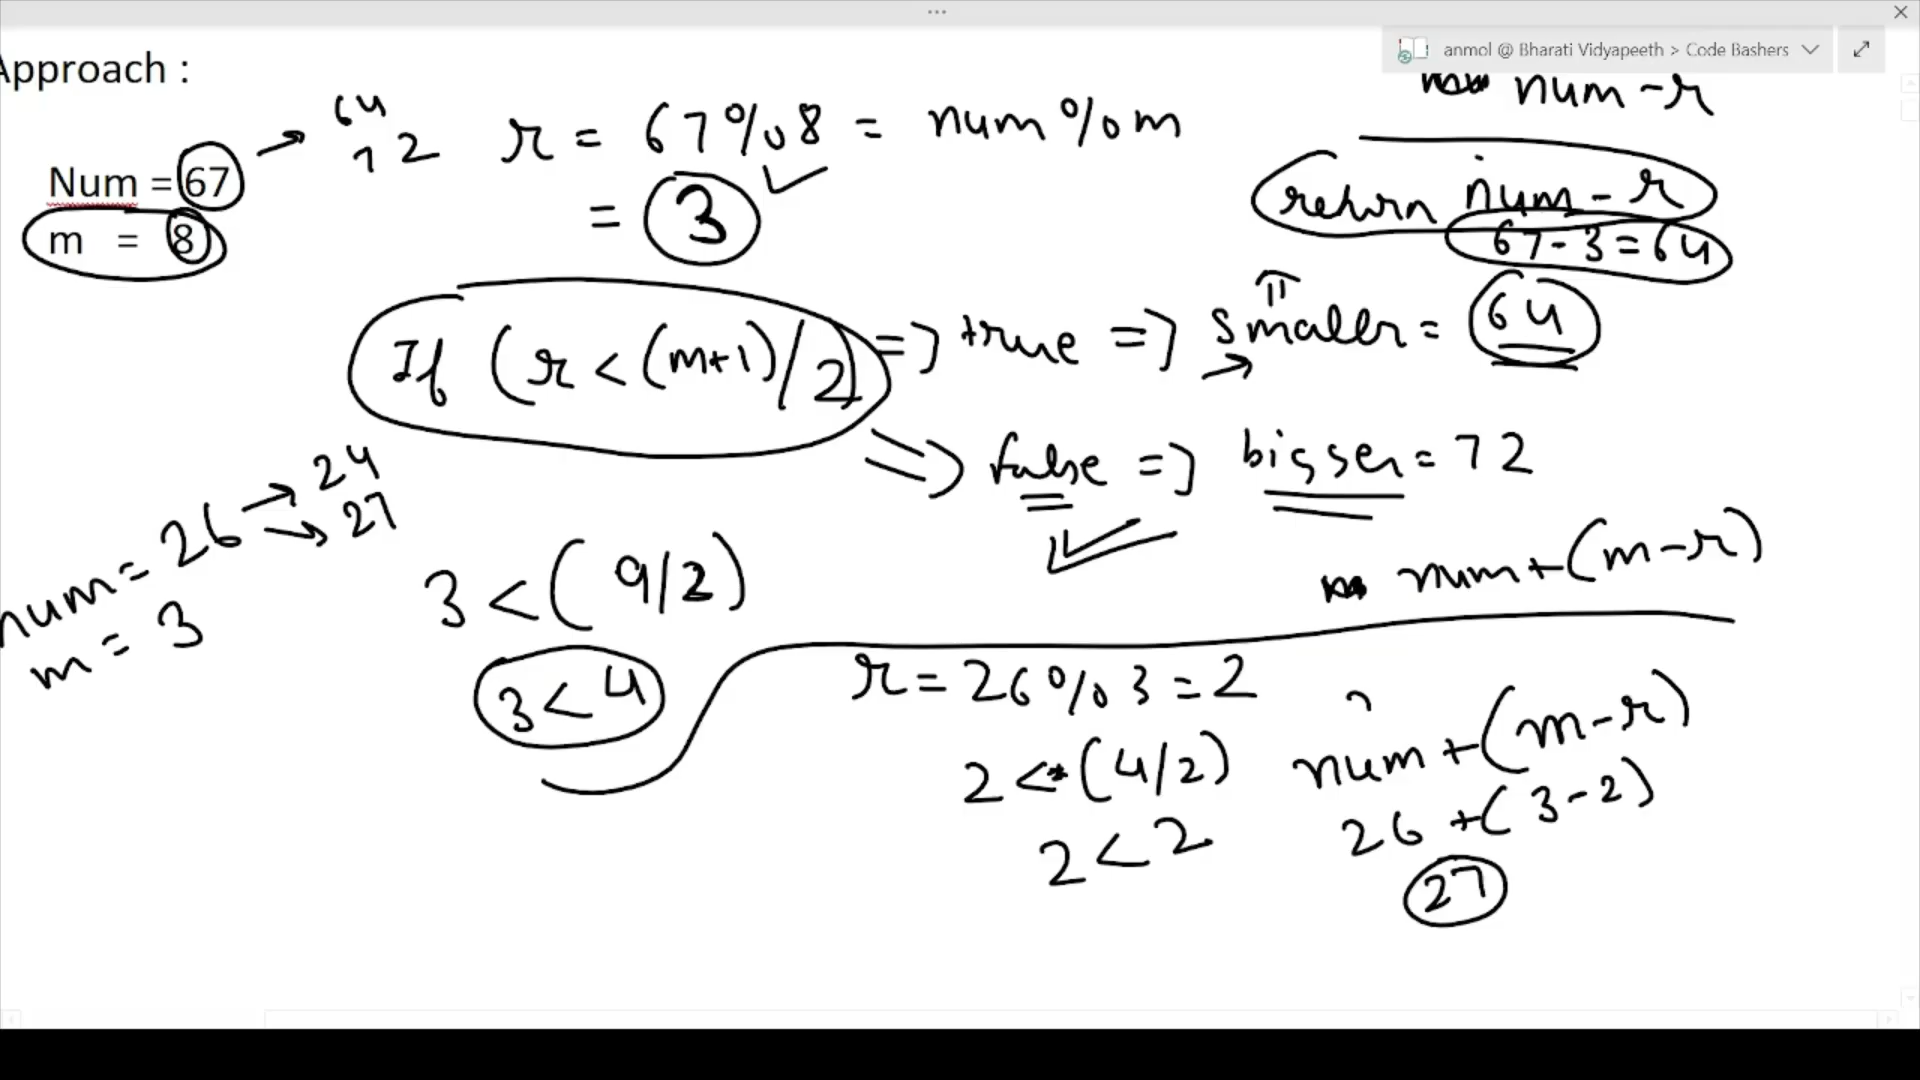 anmol @ Bharati Vidyapeeth > Code Bashers
Approach :
num - r
64
72
r = 67%8 = num%m
Num = 67
= 3
return num - r
67 - 3 = 64
m = 8
If (r < (m+1)/2) => true => smaller = 64
=> false => bigger = 72
num + (m - r)
num = 26 → 24
→ 27
m = 3
3 < (9/2)
3 < 4
r = 26%3 = 2
2 < (4/2)
2 < 2
num + (m - r)
26 + (3 - 2)
27